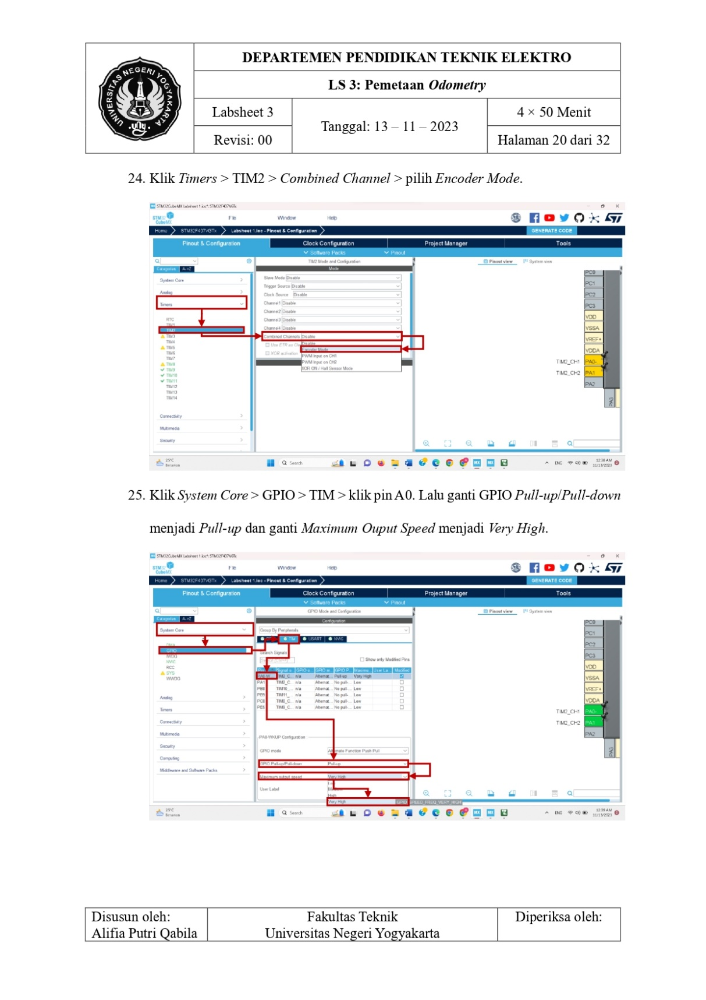 UNIVERSITAS NEGERI YOGYAKARTA
uny
DEPARTEMEN PENDIDIKAN TEKNIK ELEKTRO
LS 3: Pemetaan Odometry
Labsheet 3
Tanggal: 13 – 11 – 2023
4 × 50 Menit
Revisi: 00
Halaman 20 dari 32
24. Klik Timers > TIM2 > Combined Channel > pilih Encoder Mode.
STM32CubeMX Labsheet 1.ioc*: STM32F407VGTx
STM32 CubeMX
File Window Help
Home STM32F407VGTx Labsheet 1.ioc - Pinout & Configuration GENERATE CODE
Pinout & Configuration Clock Configuration Project Manager Tools
Software Packs Pinout
TIM2 Mode and Configuration Pinout view System view
Categories A->Z Mode
System Core
Analog
Timers
RTC
TIM1
TIM2
TIM3
TIM4
TIM5
TIM6
TIM7
TIM8
TIM9
TIM10
TIM11
TIM12
TIM13
TIM14
Connectivity
Multimedia
Security
Slave Mode Disable
Trigger Source Disable
Clock Source Disable
Channel1 Disable
Channel2 Disable
Channel3 Disable
Channel4 Disable
Combined Channels Disable
Use ETR as Disable
Encoder Mode
XOR activation PWM Input on CH1
PWM Input on CH2
XOR ON / Hall Sensor Mode
PC0
PC1
PC2
PC3
VDD
VSSA
VREF+
VDDA
TIM2_CH1 PA0-
TIM2_CH2 PA1
PA2
PA3
25°C
Berawan
Search
ENG
12:38 AM
11/13/2023
25. Klik System Core > GPIO > TIM > klik pin A0. Lalu ganti GPIO Pull-up/Pull-down
menjadi Pull-up dan ganti Maximum Ouput Speed menjadi Very High.
STM32CubeMX Labsheet 1.ioc*: STM32F407VGTx
STM32 CubeMX
File Window Help
Home STM32F407VGTx Labsheet 1.ioc - Pinout & Configuration GENERATE CODE
Pinout & Configuration Clock Configuration Project Manager Tools
Software Packs Pinout
GPIO Mode and Configuration Pinout view System view
Categories A->Z Configuration
System Core
DMA
GPIO
IWDG
NVIC
RCC
SYS
WWDG
Analog
Timers
Connectivity
Multimedia
Security
Computing
Middleware and Software Packs
Group By Peripherals
TIM USART NVIC
Search Signals
Show only Modified Pins
Signal o... GPIO o... GPIO m... GPIO P... Maximu... User La... Modified
PA0-W... TIM2_C... n/a Alternat... Pull-up Very High
PA1 TIM2_C... n/a Alternat... No pull-... Low
PB8 TIM10_... n/a Alternat... No pull-... Low
PB9 TIM11_... n/a Alternat... No pull-... Low
PC6 TIM8_C... n/a Alternat... No pull-... Low
PE5 TIM9_C... n/a Alternat... No pull-... Low
PA0-WKUP Configuration :
GPIO mode Alternate Function Push Pull
GPIO Pull-up/Pull-down Pull-up
Maximum output speed Very High
User Label
High
Very High
PC0
PC1
PC2
PC3
VDD
VSSA
VREF+
VDDA
TIM2_CH1 PA0-
TIM2_CH2 PA1
PA2
PA3
25°C
Berawan
Search
ENG
12:39 AM
11/13/2023
Disusun oleh:
Alifia Putri Qabila
Fakultas Teknik
Universitas Negeri Yogyakarta
Diperiksa oleh: